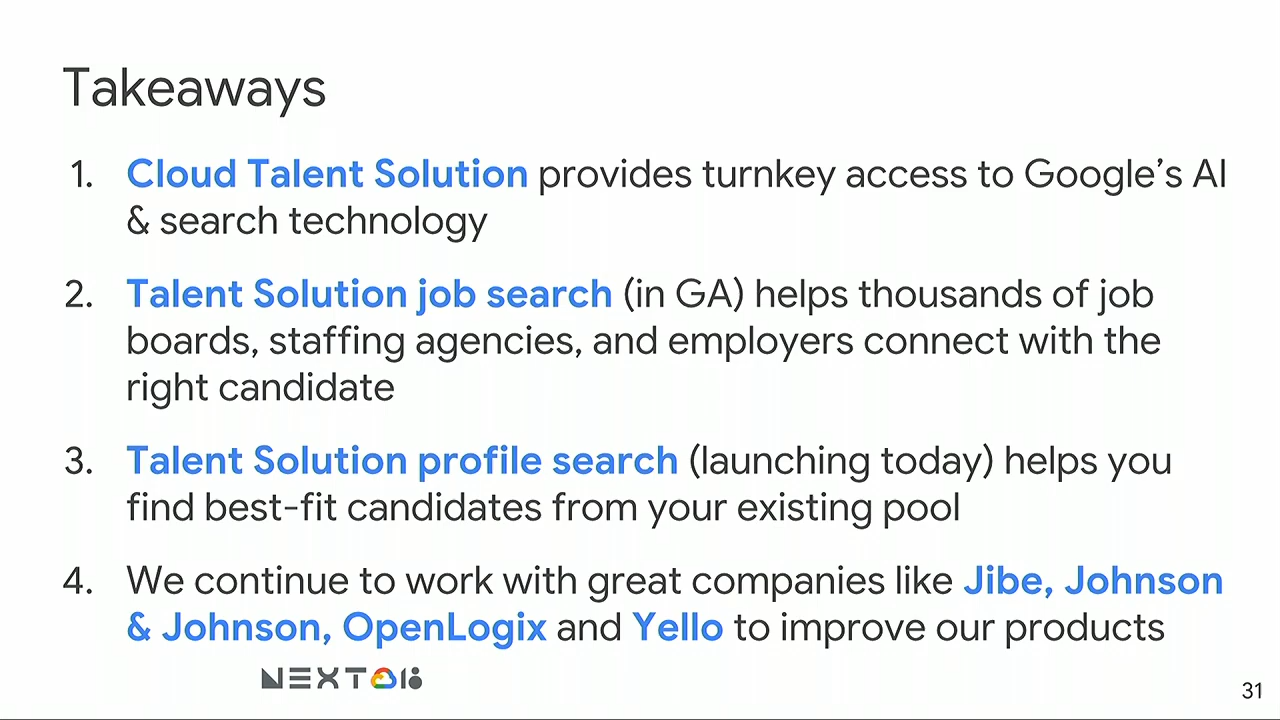 Takeaways
1. Cloud Talent Solution provides turnkey access to Google’s AI
& search technology
2. Talent Solution job search (in GA) helps thousands of job
boards, staffing agencies, and employers connect with the
right candidate
3. Talent Solution profile search (launching today) helps you
find best-fit candidates from your existing pool
4. We continue to work with great companies like Jibe, Johnson
& Johnson, OpenLogix and Yello to improve our products
NEXT 18
31